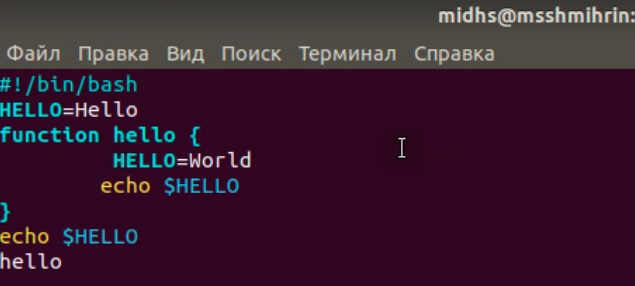 midhs@msshmihrin:
Файл Правка Вид Поиск Терминал Справка
#!/bin/bash
HELLO=Hello
function hello {
HELLO=World
echo $HELLO
}
echo $HELLO
hello